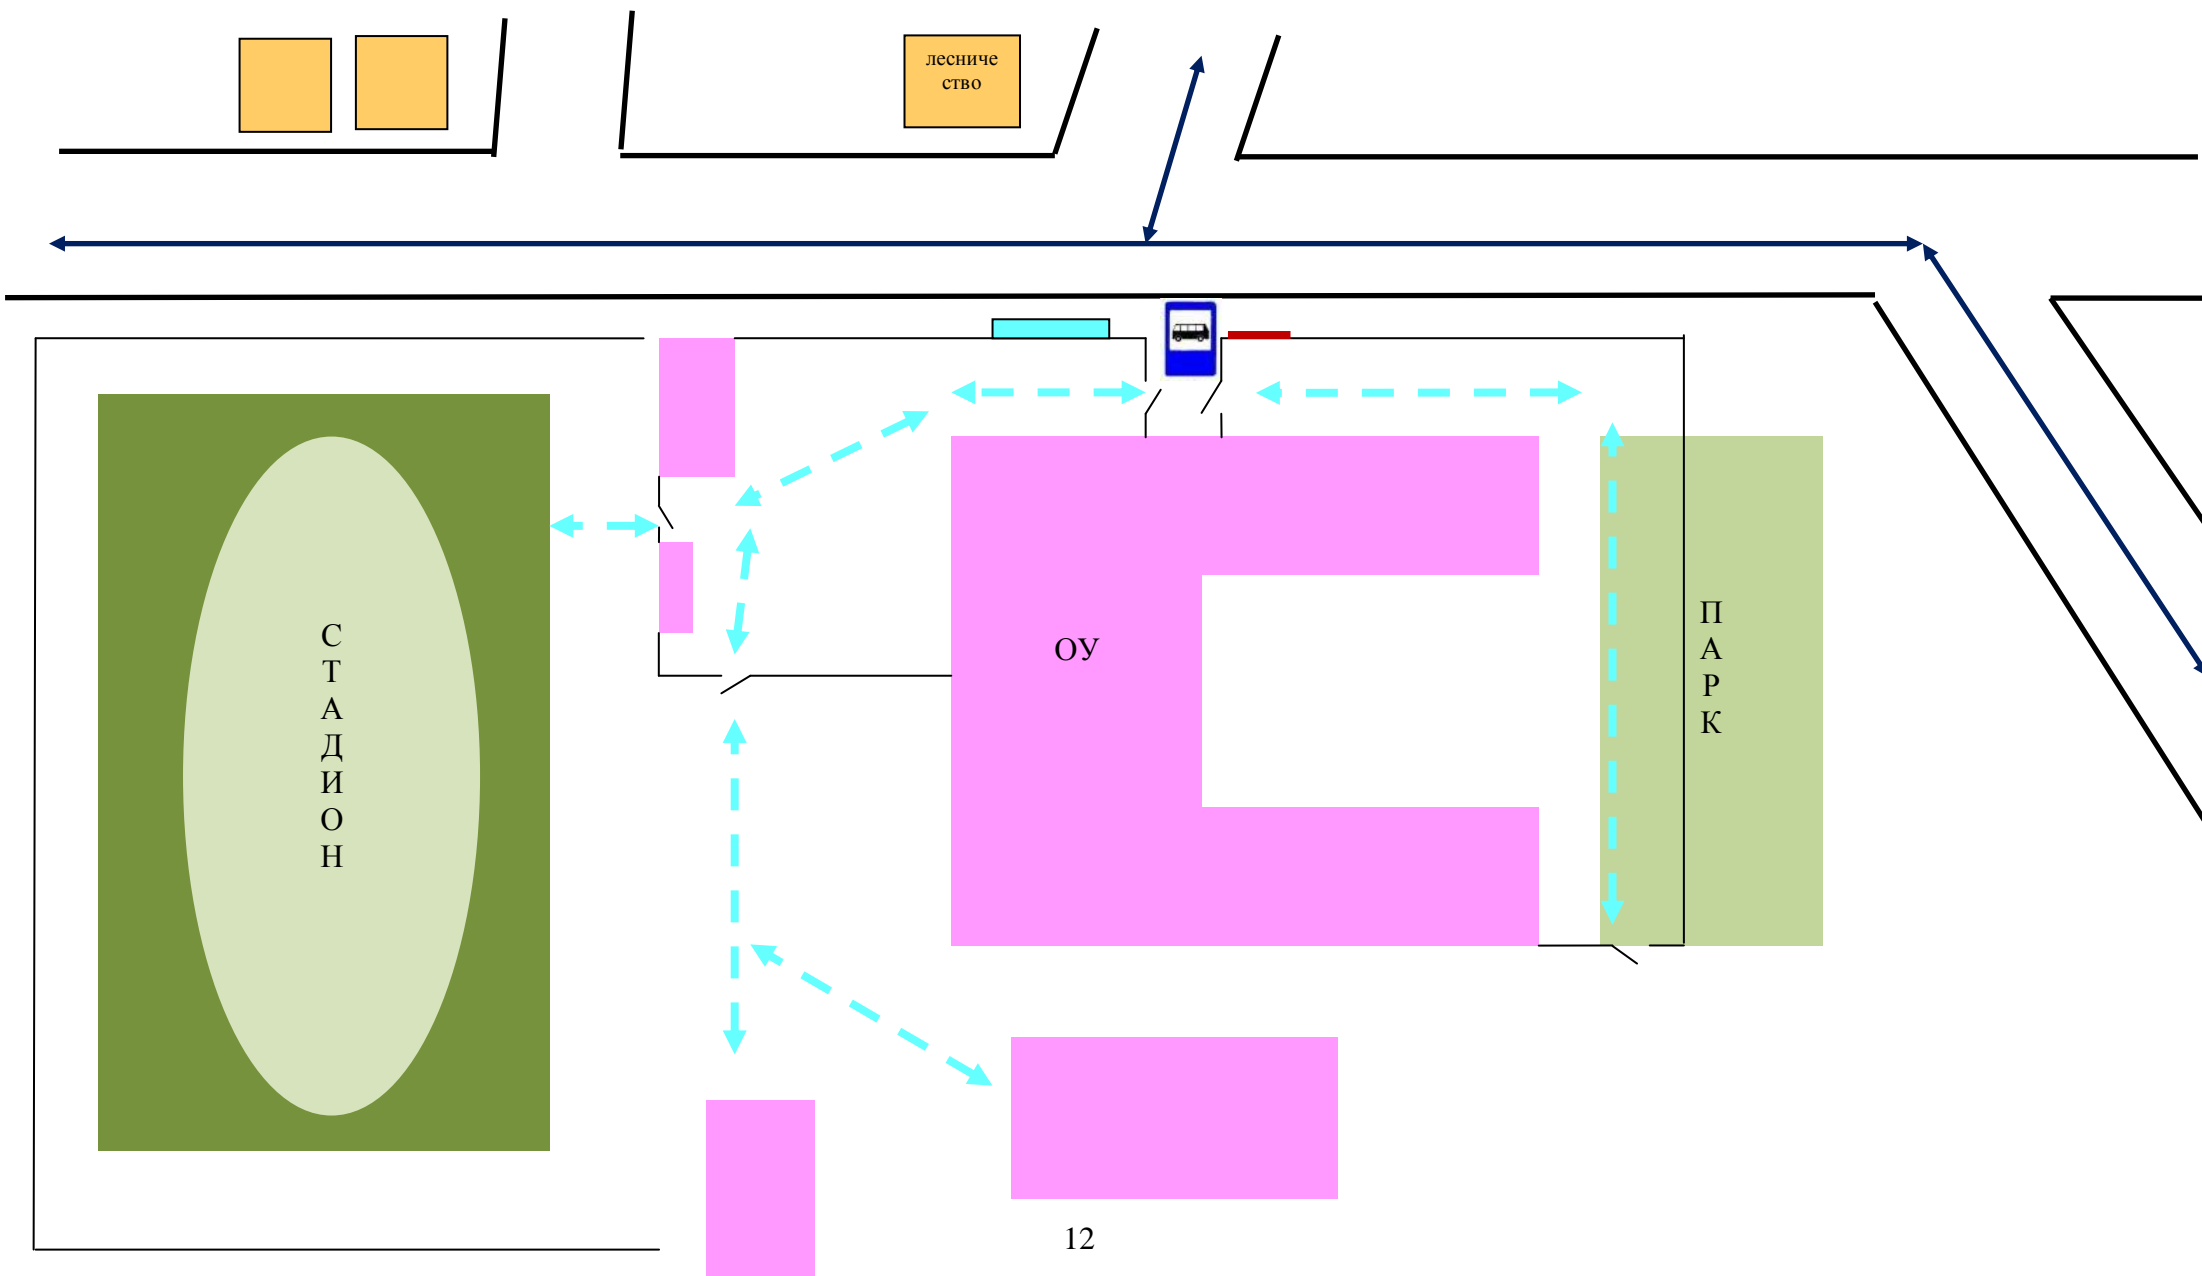 лесниче
ство
С
Т
А
Д
И
О
Н
ОУ
П
А
Р
К
12